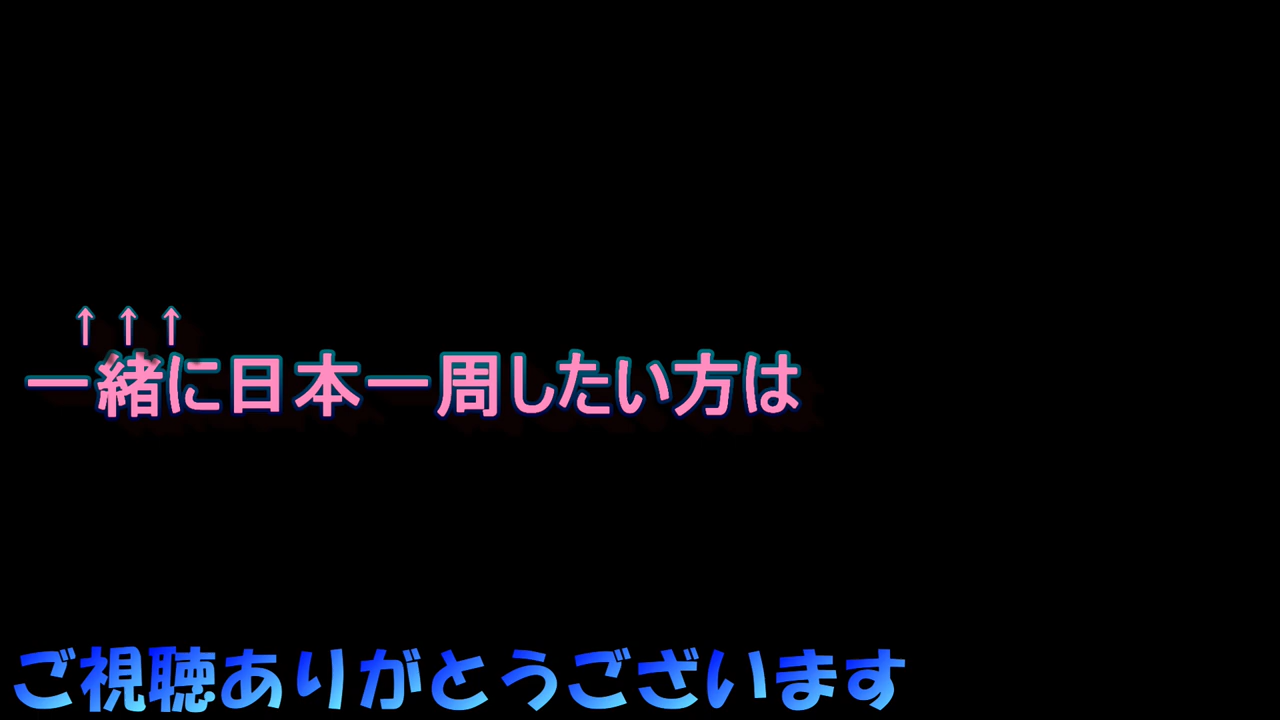 ↑ ↑ ↑
一緒に日本一周したい方は
ご視聴ありがとうございます